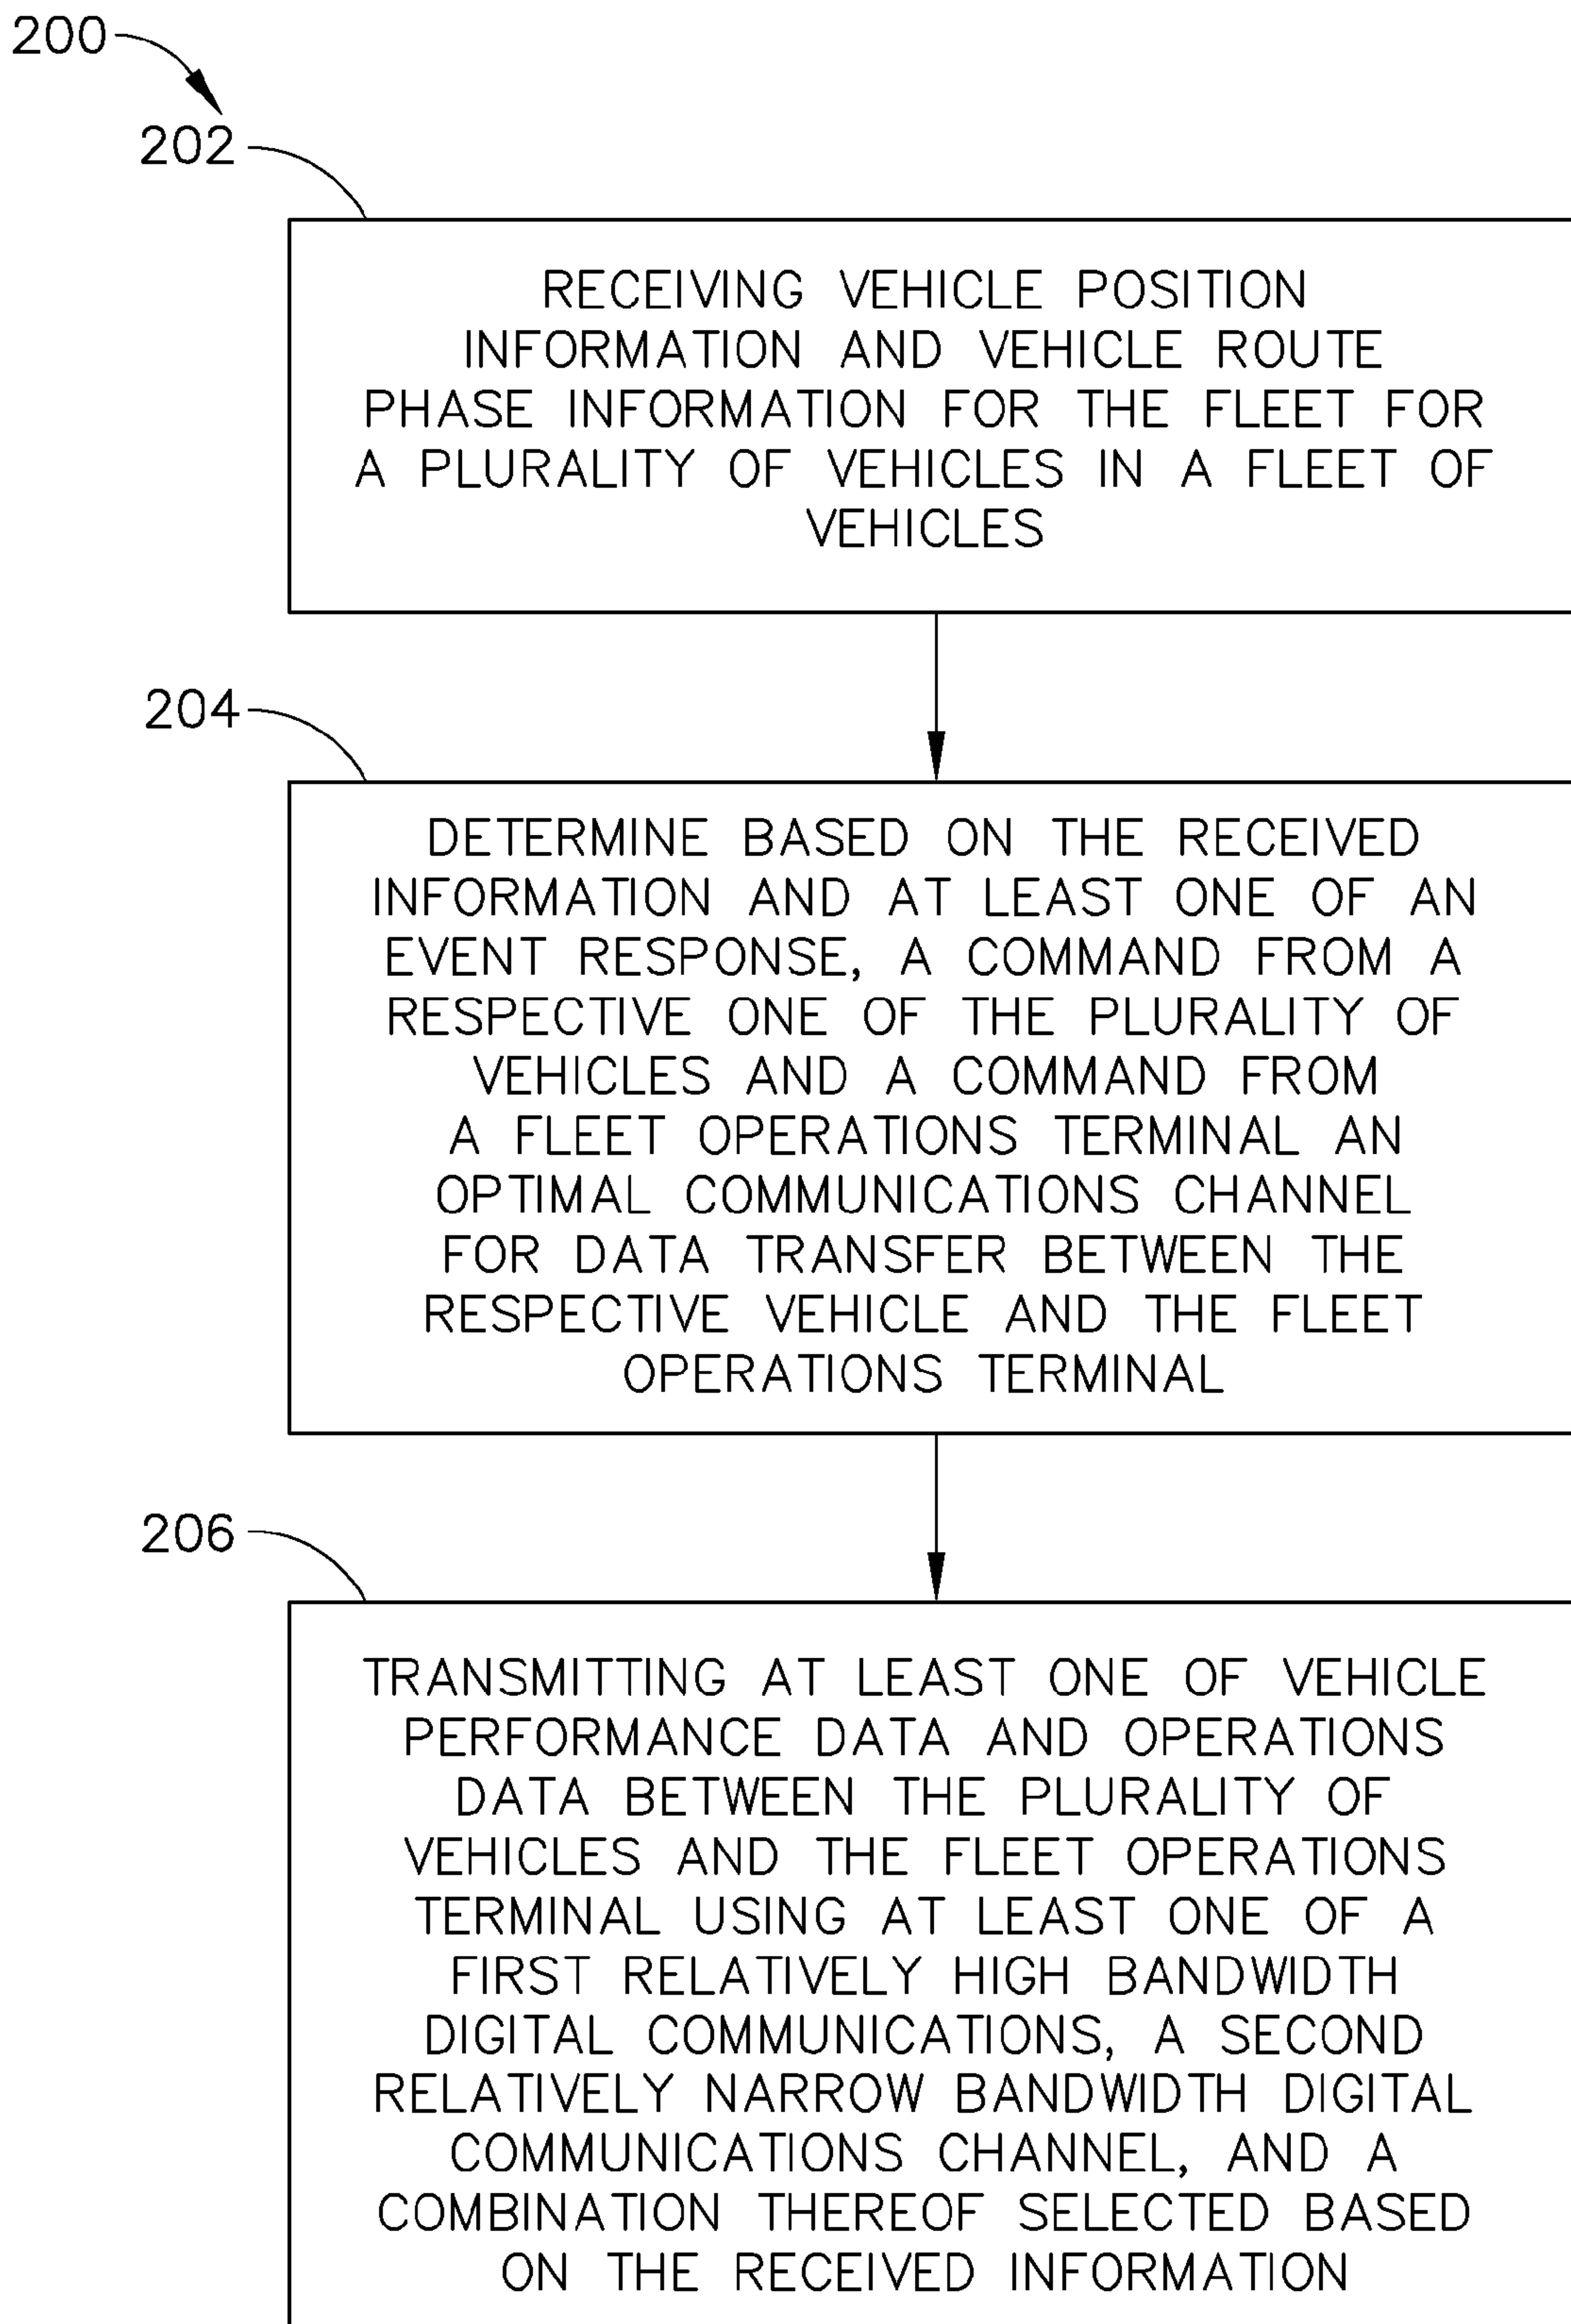 200
202
RECEIVING VEHICLE POSITION
INFORMATION AND VEHICLE ROUTE
PHASE INFORMATION FOR THE FLEET FOR
A PLURALITY OF VEHICLES IN A FLEET OF
VEHICLES
204
DETERMINE BASED ON THE RECEIVED
INFORMATION AND AT LEAST ONE OF AN
EVENT RESPONSE, A COMMAND FROM A
RESPECTIVE ONE OF THE PLURALITY OF
VEHICLES AND A COMMAND FROM
A FLEET OPERATIONS TERMINAL AN
OPTIMAL COMMUNICATIONS CHANNEL
FOR DATA TRANSFER BETWEEN THE
RESPECTIVE VEHICLE AND THE FLEET
OPERATIONS TERMINAL
206
TRANSMITTING AT LEAST ONE OF VEHICLE
PERFORMANCE DATA AND OPERATIONS
DATA BETWEEN THE PLURALITY OF
VEHICLES AND THE FLEET OPERATIONS
TERMINAL USING AT LEAST ONE OF A
FIRST RELATIVELY HIGH BANDWIDTH
DIGITAL COMMUNICATIONS, A SECOND
RELATIVELY NARROW BANDWIDTH DIGITAL
COMMUNICATIONS CHANNEL, AND A
COMBINATION THEREOF SELECTED BASED
ON THE RECEIVED INFORMATION